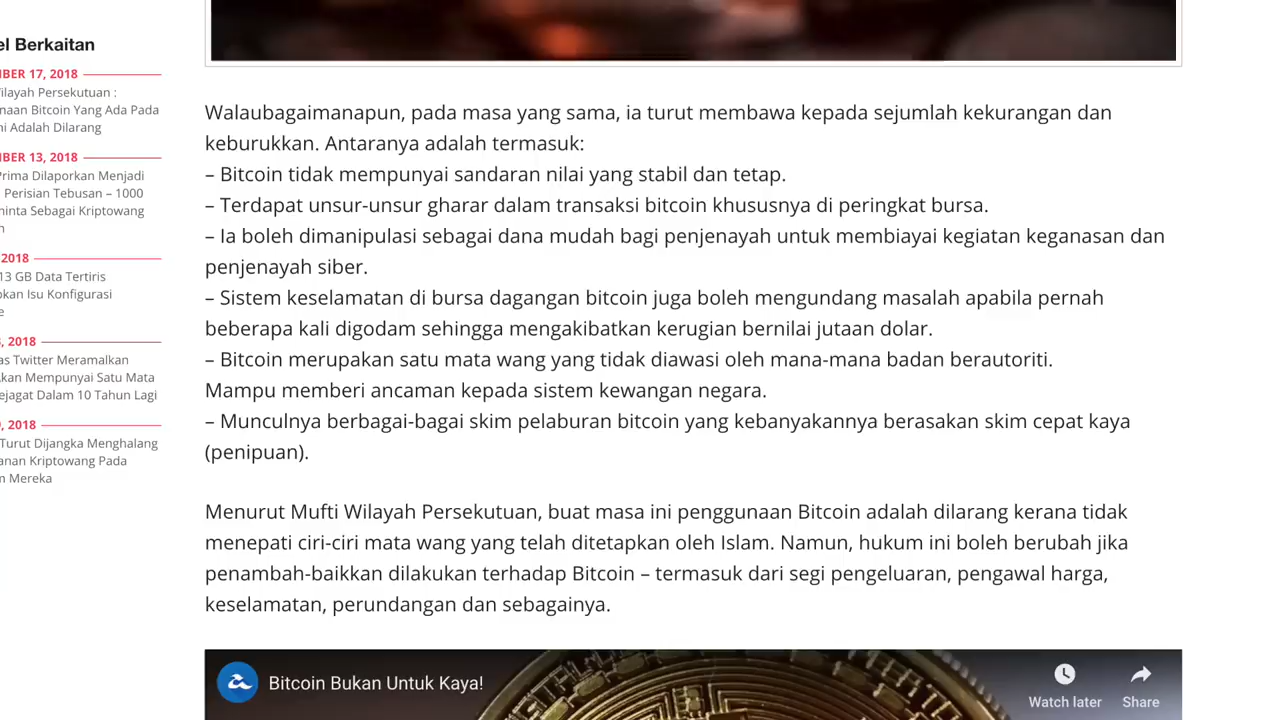 el Berkaitan
BER 17, 2018
ilayah Persekutuan :
naan Bitcoin Yang Ada Pada
ni Adalah Dilarang
BER 13, 2018
Prima Dilaporkan Menjadi
Perisian Tebusan – 1000
inta Sebagai Kriptowang
n
2018
13 GB Data Tertiris
kan Isu Konfigurasi
e
, 2018
as Twitter Meramalkan
kan Mempunyai Satu Mata
ejagat Dalam 10 Tahun Lagi
, 2018
Turut Dijangka Menghalang
anan Kriptowang Pada
m Mereka
Walaubagaimanapun, pada masa yang sama, ia turut membawa kepada sejumlah kekurangan dan
keburukkan. Antaranya adalah termasuk:
– Bitcoin tidak mempunyai sandaran nilai yang stabil dan tetap.
– Terdapat unsur-unsur gharar dalam transaksi bitcoin khususnya di peringkat bursa.
– Ia boleh dimanipulasi sebagai dana mudah bagi penjenayah untuk membiayai kegiatan keganasan dan
penjenayah siber.
– Sistem keselamatan di bursa dagangan bitcoin juga boleh mengundang masalah apabila pernah
beberapa kali digodam sehingga mengakibatkan kerugian bernilai jutaan dolar.
– Bitcoin merupakan satu mata wang yang tidak diawasi oleh mana-mana badan berautoriti.
Mampu memberi ancaman kepada sistem kewangan negara.
– Munculnya berbagai-bagai skim pelaburan bitcoin yang kebanyakannya berasakan skim cepat kaya
(penipuan).
Menurut Mufti Wilayah Persekutuan, buat masa ini penggunaan Bitcoin adalah dilarang kerana tidak
menepati ciri-ciri mata wang yang telah ditetapkan oleh Islam. Namun, hukum ini boleh berubah jika
penambah-baikkan dilakukan terhadap Bitcoin – termasuk dari segi pengeluaran, pengawal harga,
keselamatan, perundangan dan sebagainya.
Bitcoin Bukan Untuk Kaya!
Watch later
Share